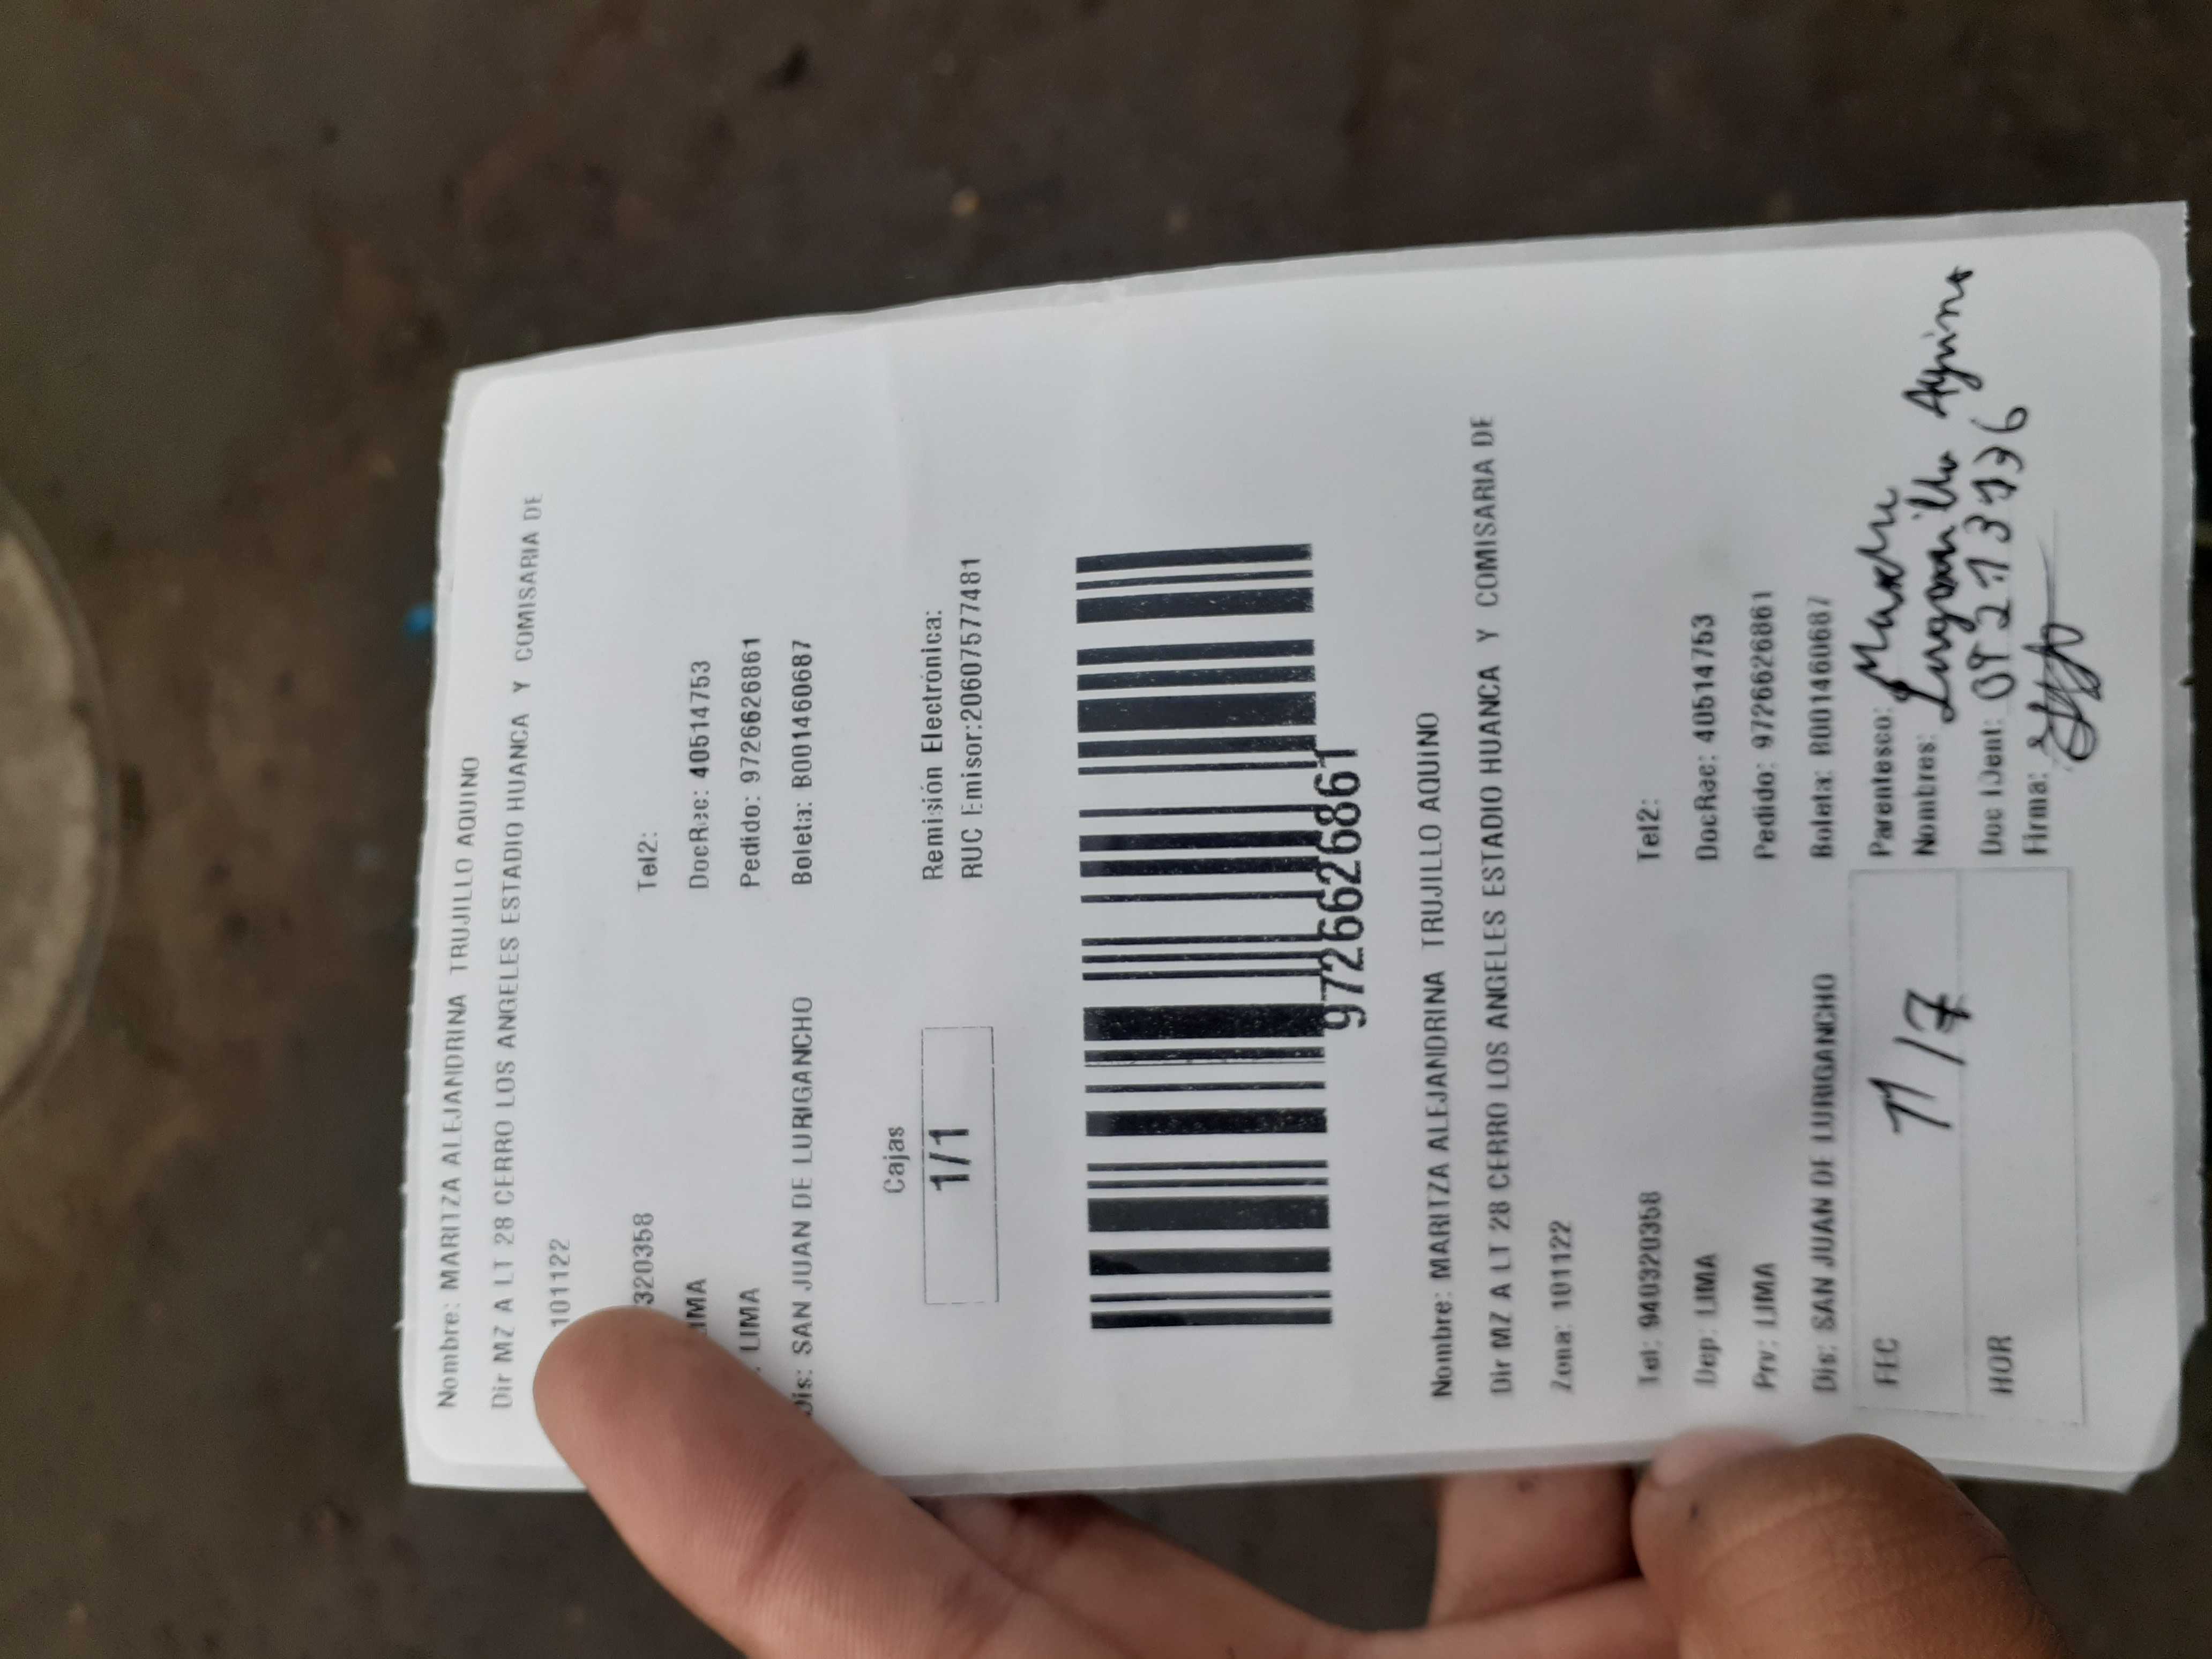 Nombre: MARITZA ALEJANDRINA TRUJILLO AQUINO
Dir MZ A LT 28 CERRO LOS ANGELES ESTADIO HUANCA Y COMISARIA DE
101122
320358 Tel2:
IMA DocRec: 40514753
LIMA Pedido: 9726626861
Dis: SAN JUAN DE LURIGANCHO Boleta: B001460687
Cajas
1/1
Remisión Electrónica:
RUC Emisor:20607577481
9726626861
Nombre: MARITZA ALEJANDRINA TRUJILLO AQUINO
Dir MZ A LT 28 CERRO LOS ANGELES ESTADIO HUANCA Y COMISARIA DE
Zona: 101122
Tel: 940320358 Tel2:
Dep: LIMA DocRec: 40514753
Prv: LIMA Pedido: 9726626861
Dis: SAN JUAN DE LURIGANCHO Boleta: B001460687
FEC 11/7
HOR
Parentesco:
Nombres: Aquino
Doc IDent:
Firma: